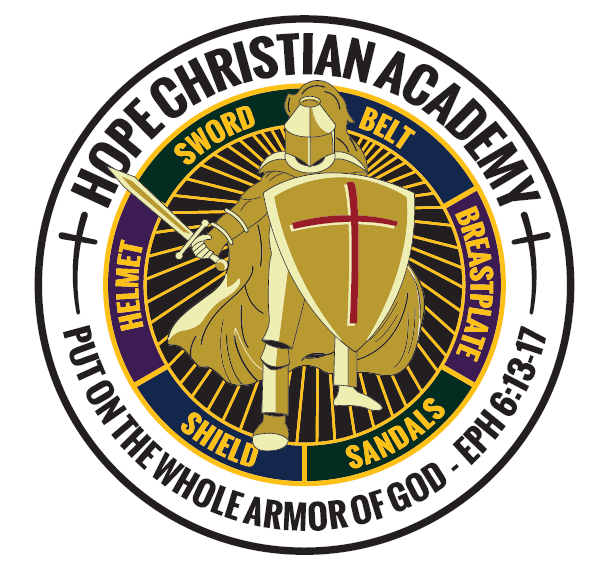 HOPE CHRISTIAN ACADEMY
SWORD
BELT
HELMET
BREASTPLATE
SHIELD
SANDALS
PUT ON THE WHOLE ARMOR OF GOD - EPH 6:13-17